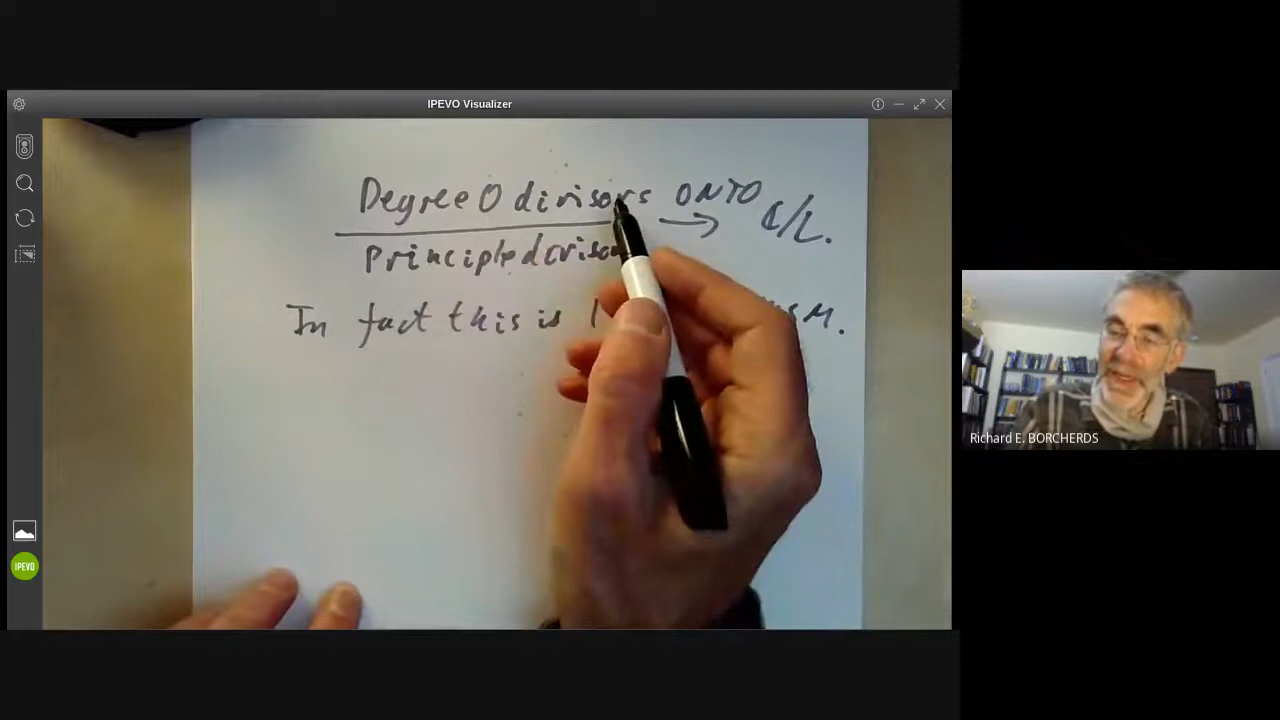 IPEVO Visualizer
Degree 0 divisors ONTO
C/L.
Principle
In fact this is
IPEVO
Richard E. BORCHERDS